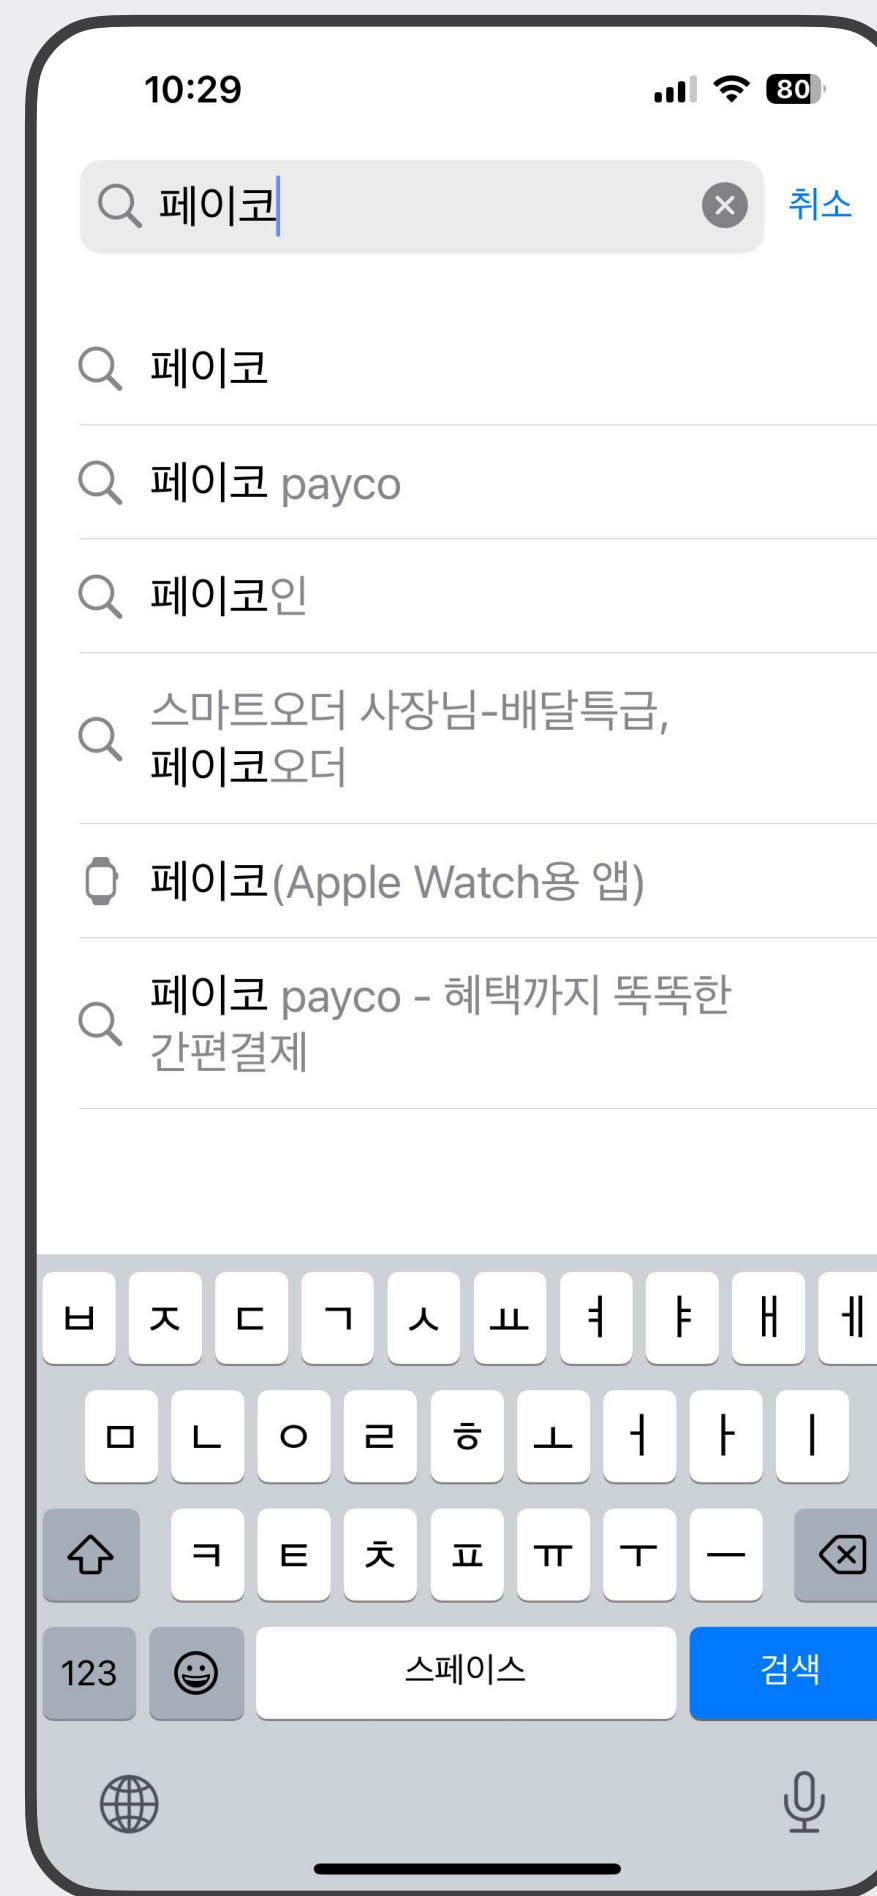 10:29 80
페이코 취소
페이코
페이코 payco
페이코인
스마트오더 사장님-배달특급,
페이코오더
페이코(Apple Watch용 앱)
페이코 payco - 혜택까지 똑똑한
간편결제
ㅂ ㅈ ㄷ ㄱ ㅅ ㅛ ㅕ ㅑ ㅐ ㅔ
ㅁ ㄴ ㅇ ㄹ ㅎ ㅗ ㅓ ㅏ ㅣ
ㅋ ㅌ ㅊ ㅍ ㅠ ㅜ ㅡ
123 스페이스 검색